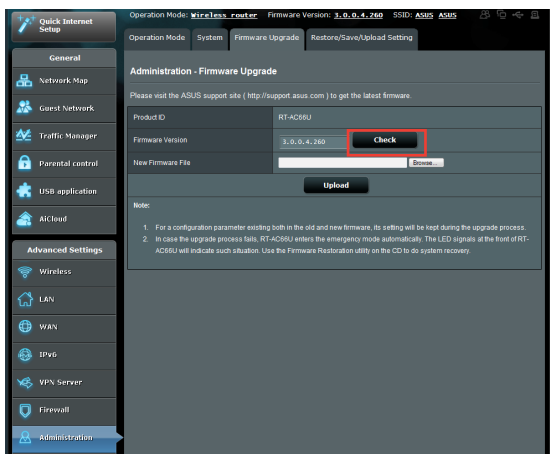 Quick Internet
Setup
Operation Mode: Wireless router Firmware Version: 3.0.0.4.260 SSID: ASUS ASUS
Operation Mode System Firmware Upgrade Restore/Save/Upload Setting
General
Network Map
Guest Network
Traffic Manager
Parental control
USB application
AiCloud
Advanced Settings
Wireless
LAN
WAN
IPv6
VPN Server
Firewall
Administration
Administration - Firmware Upgrade
Please visit the ASUS support site ( http://support.asus.com ) to get the latest firmware.
Product ID RT-AC66U
Firmware Version 3.0.0.4.260 Check
New Firmware File Browse...
Upload
Note:
1. For a configuration parameter existing both in the old and new firmware, its setting will be kept during the upgrade process.
2. In case the upgrade process fails, RT-AC66U enters the emergency mode automatically. The LED signals at the front of RT-
AC66U will indicate such situation. Use the Firmware Restoration utility on the CD to do system recovery.